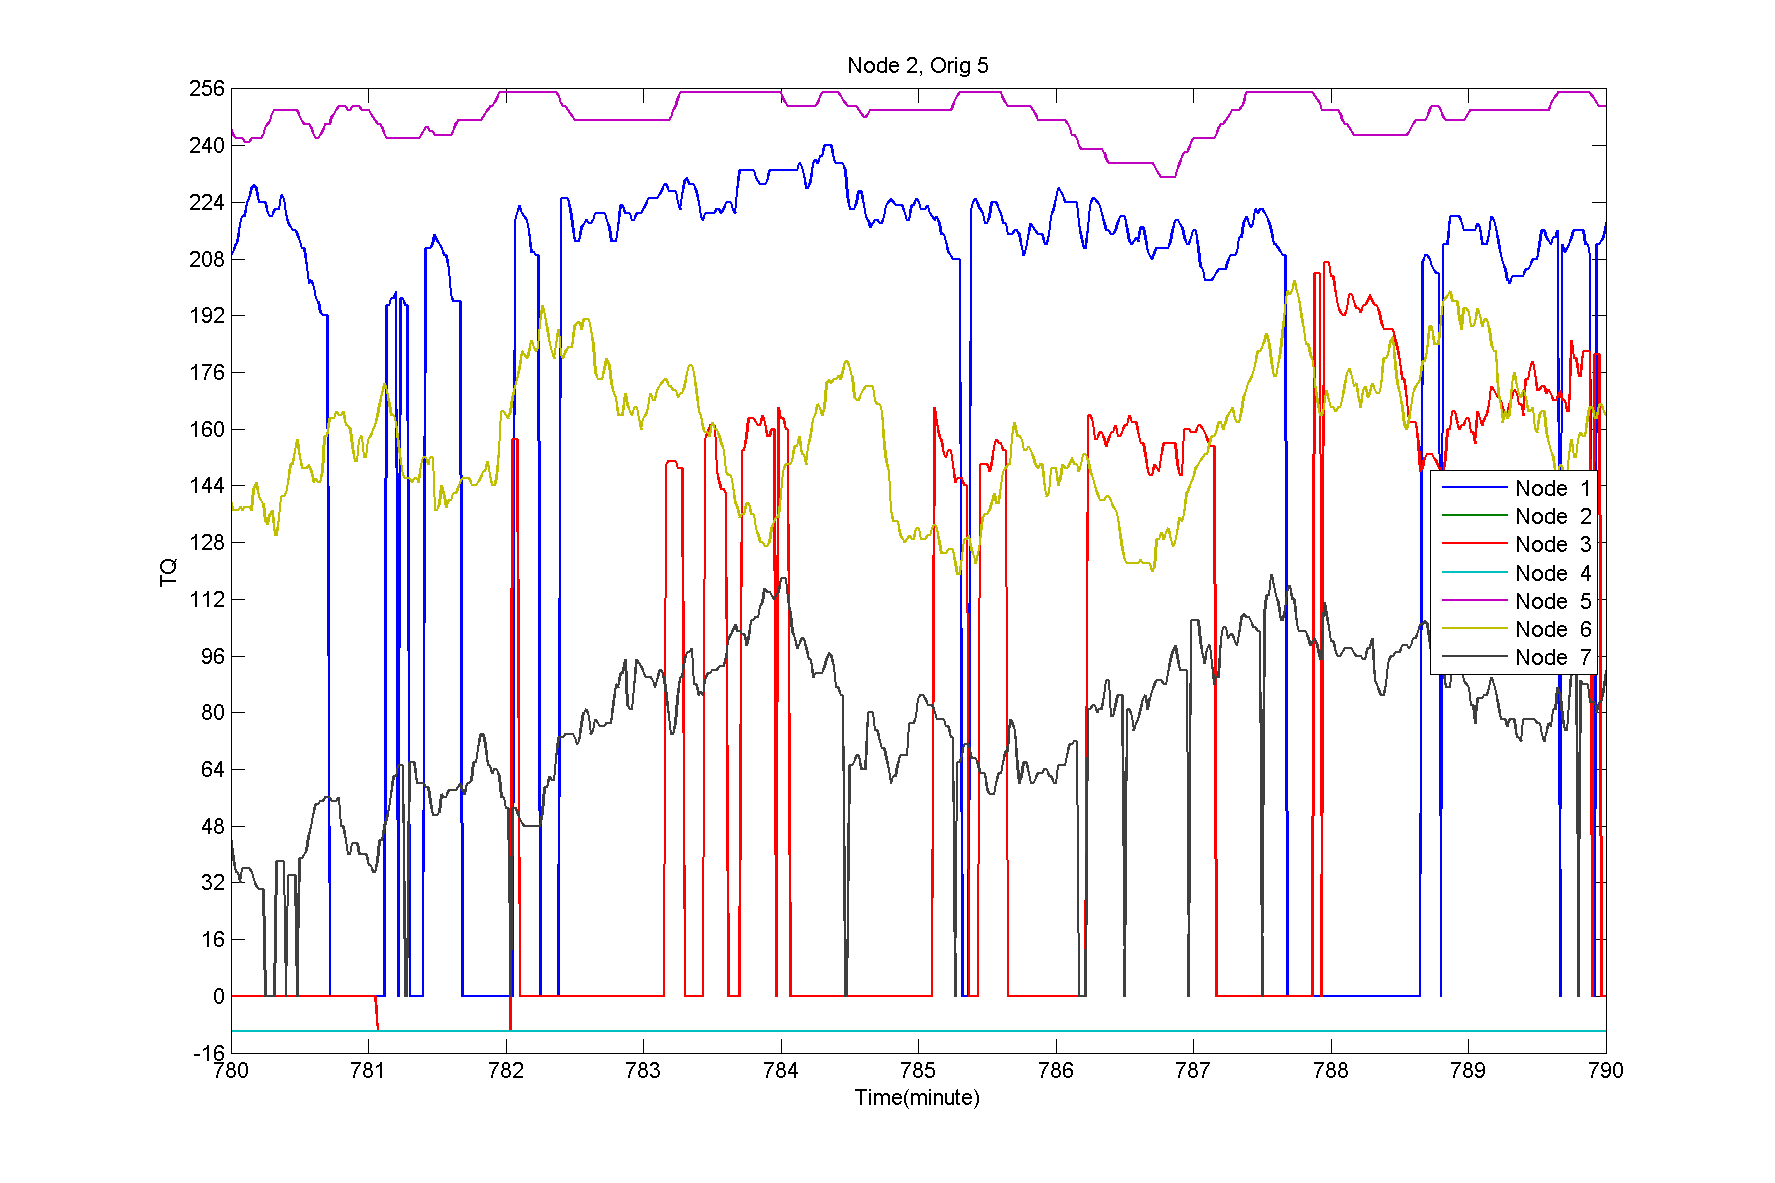 Node 2, Orig 5
256
240
224
208
192
176
160
144
128
112
96
80
64
48
32
16
0
-16
TQ
Node 1
Node 2
Node 3
Node 4
Node 5
Node 6
Node 7
780 781 782 783 784 785 786 787 788 789 790
Time(minute)